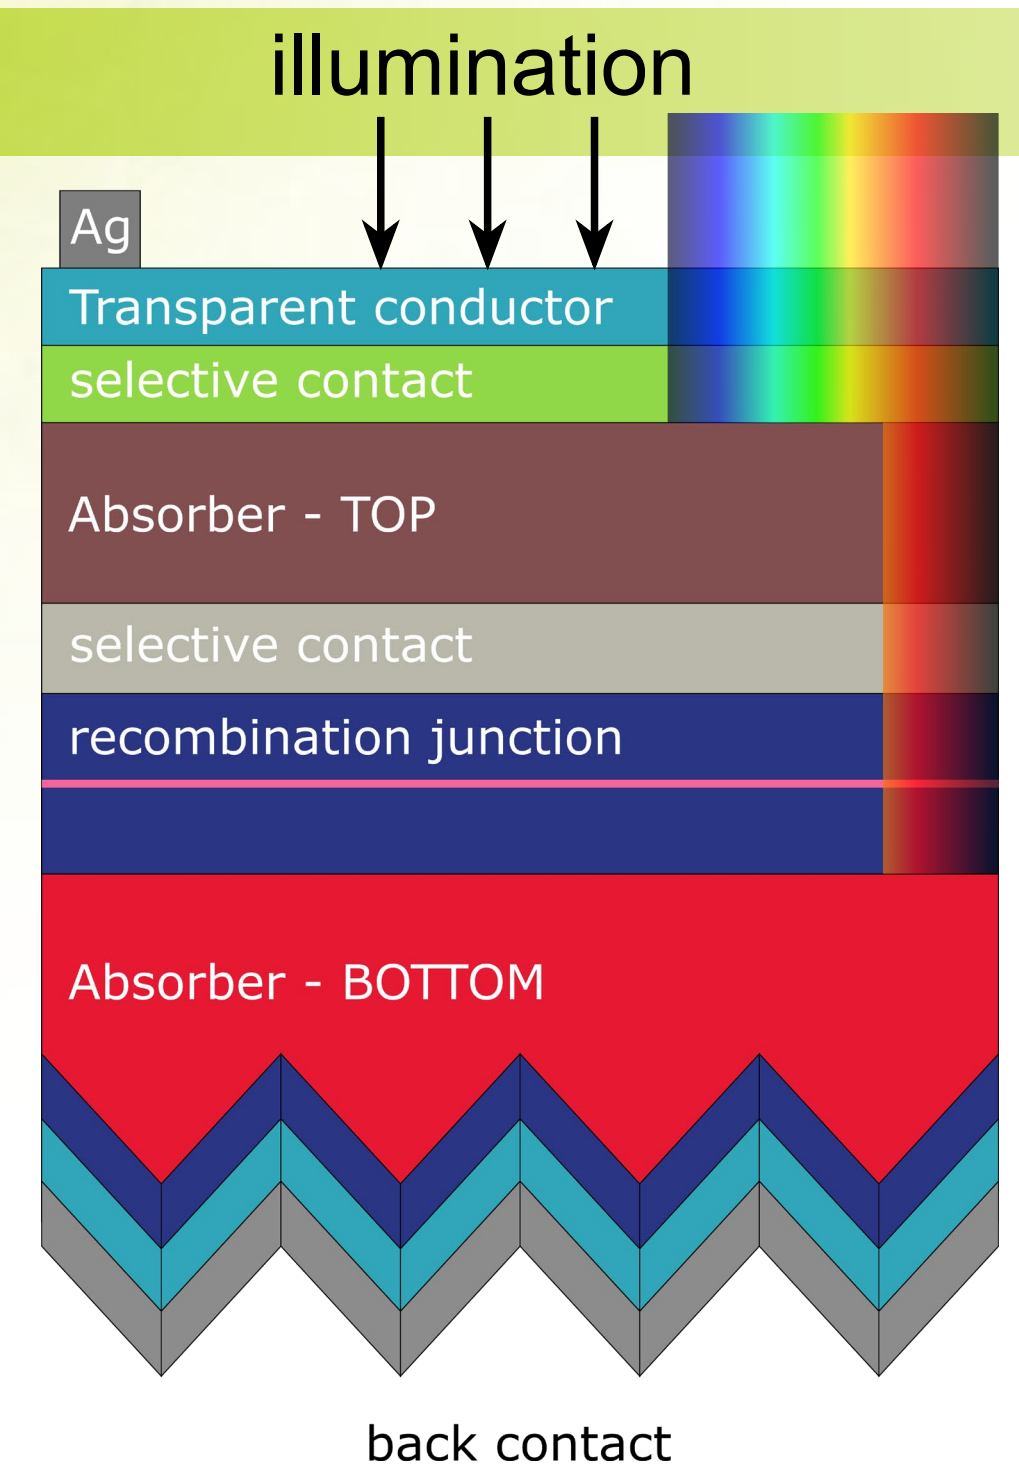 illumination
Ag
Transparent conductor
selective contact
Absorber - TOP
selective contact
recombination junction
Absorber - BOTTOM
back contact